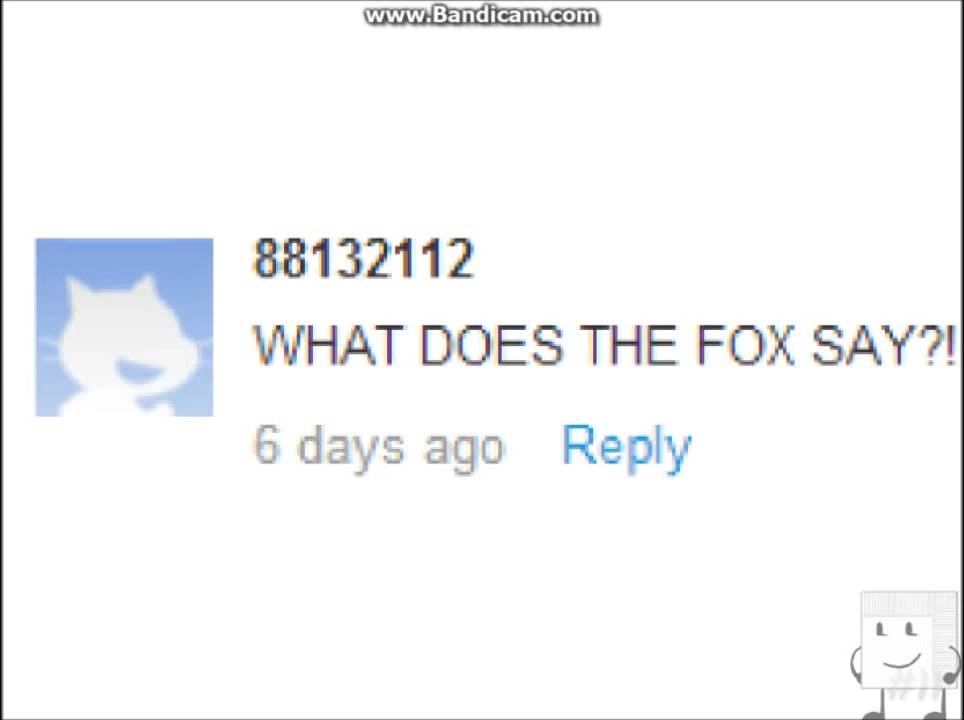 www.Bandicam.com
88132112
WHAT DOES THE FOX SAY?!
6 days ago Reply